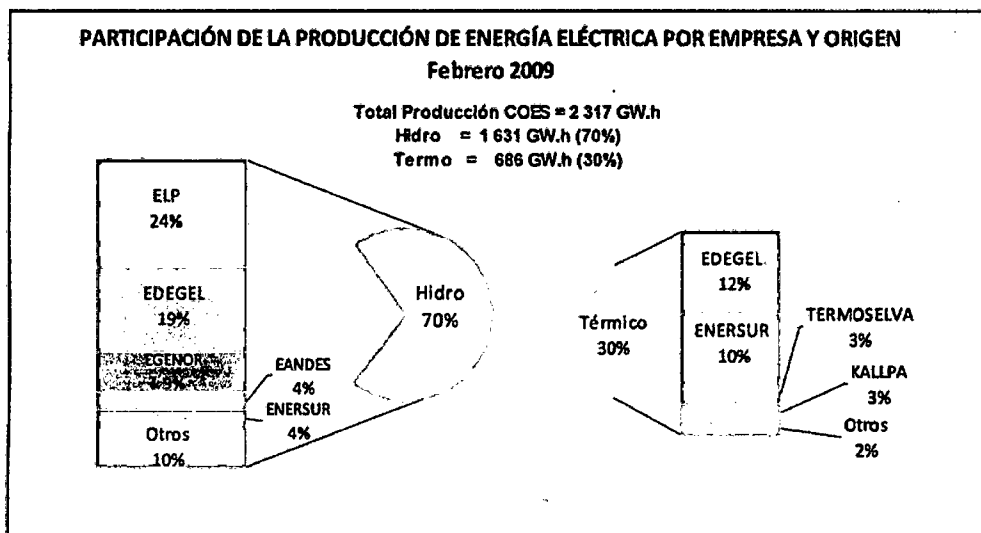 PARTICIPACIÓN DE LA PRODUCCIÓN DE ENERGÍA ELÉCTRICA POR EMPRESA Y ORIGEN
Febrero 2009
Total Producción COES = 2 317 GW.h
Hidro = 1 631 GW.h (70%)
Termo = 686 GW.h (30%)
ELP
24%
EDEGEL
19%
EGENOR
EANDES
4%
ENERSUR
4%
Otros
10%
Hidro
70%
Térmico
30%
EDEGEL
12%
ENERSUR
10%
TERMOSELVA
3%
KALLPA
3%
Otros
2%